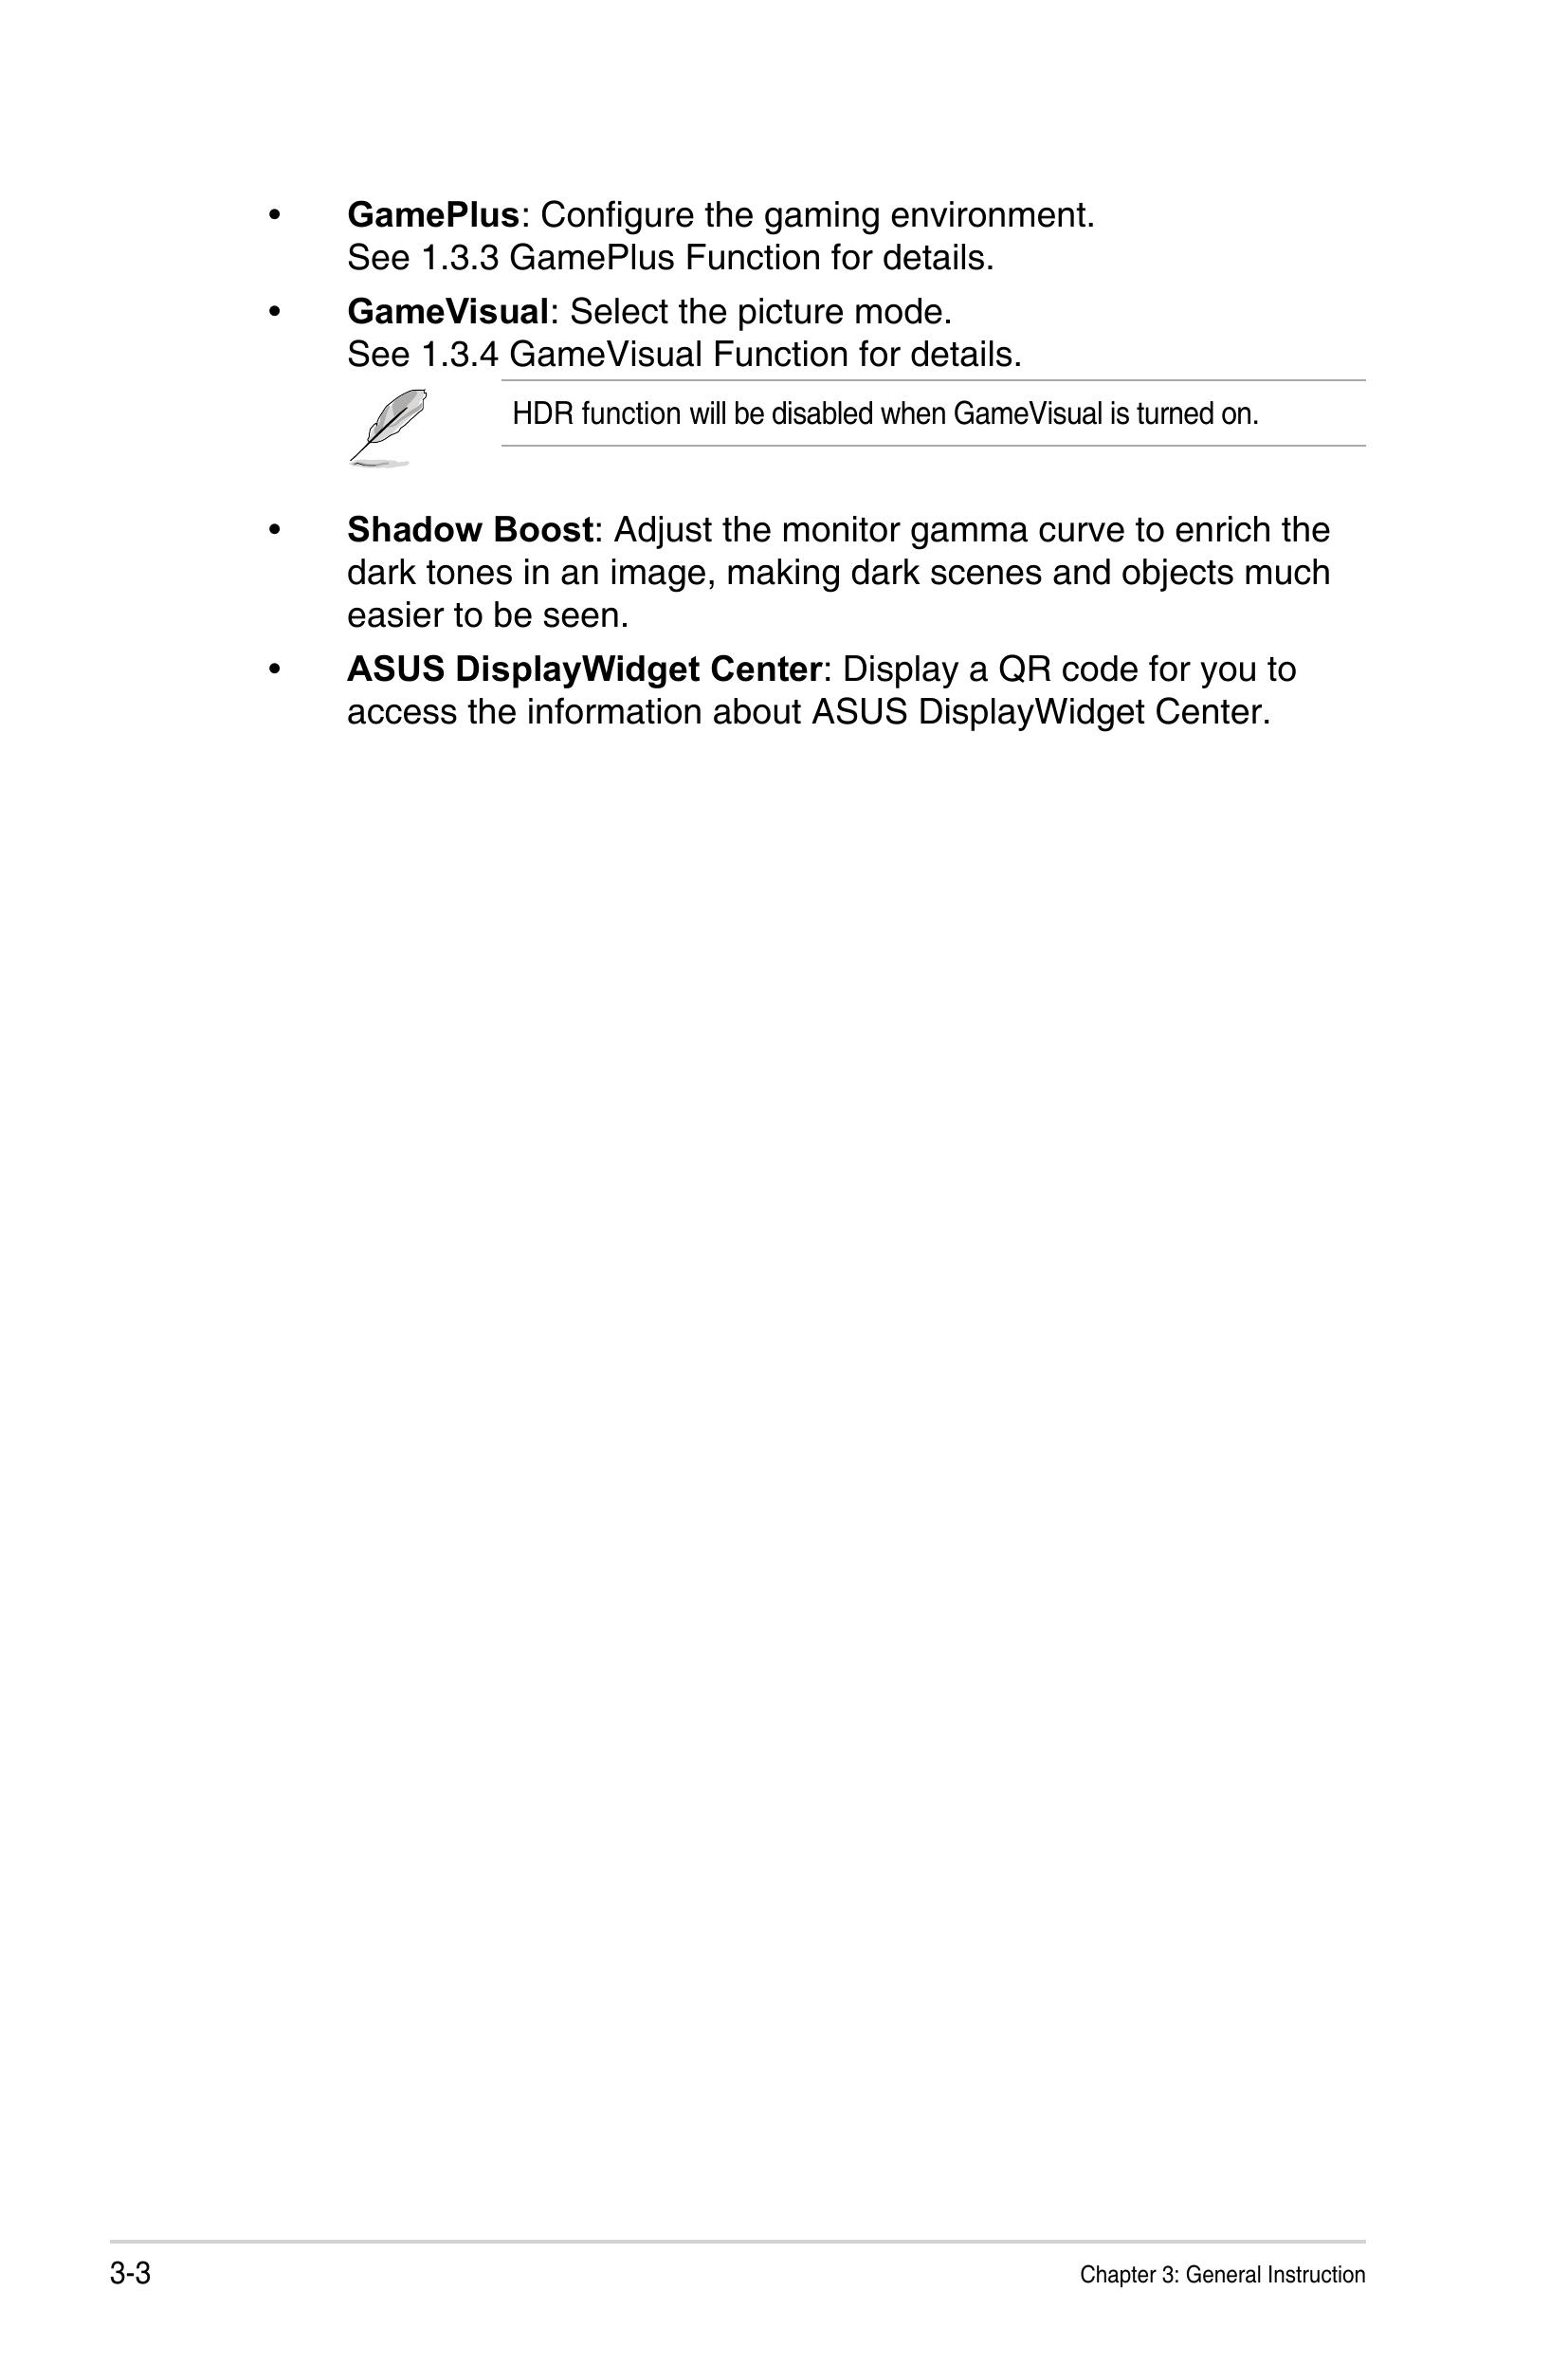 • GamePlus: Configure the gaming environment.
See 1.3.3 GamePlus Function for details.
• GameVisual: Select the picture mode.
See 1.3.4 GameVisual Function for details.
HDR function will be disabled when GameVisual is turned on.
• Shadow Boost: Adjust the monitor gamma curve to enrich the
dark tones in an image, making dark scenes and objects much
easier to be seen.
• ASUS DisplayWidget Center: Display a QR code for you to
access the information about ASUS DisplayWidget Center.
3-3
Chapter 3: General Instruction